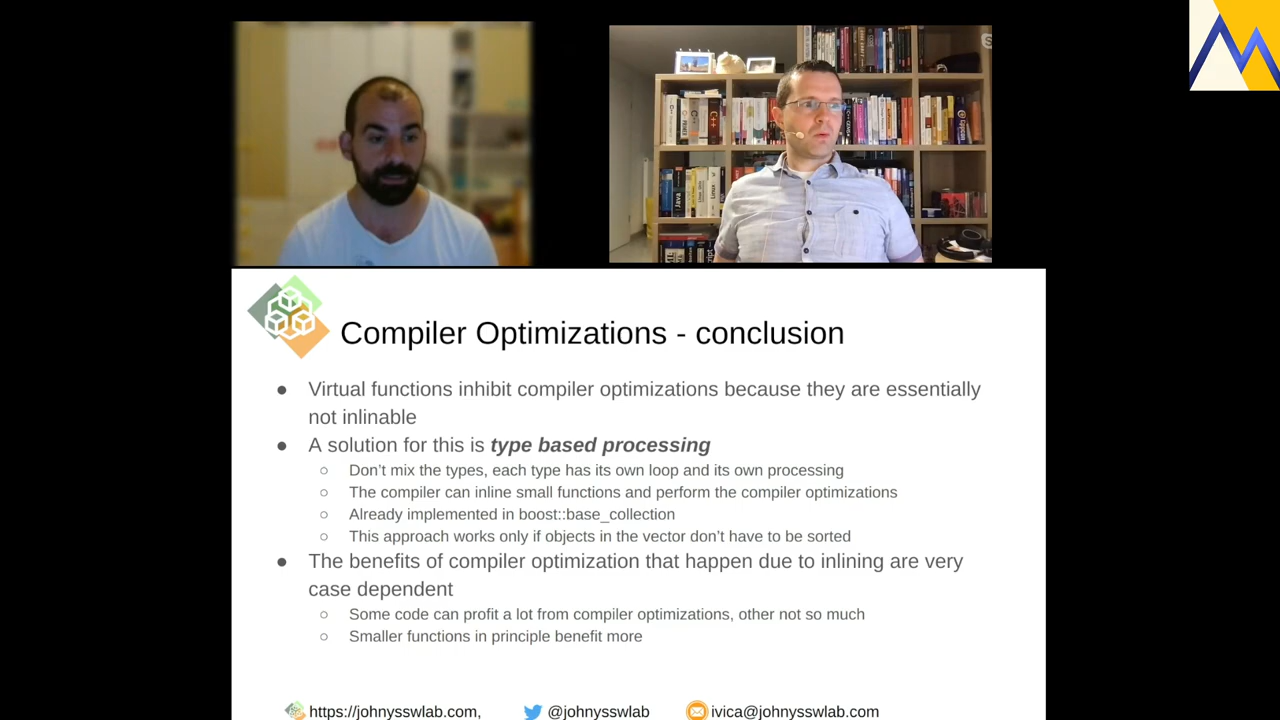 C++
C++
Java
Linux
Compiler Optimizations - conclusion
● Virtual functions inhibit compiler optimizations because they are essentially
not inlinable
● A solution for this is type based processing
○ Don’t mix the types, each type has its own loop and its own processing
○ The compiler can inline small functions and perform the compiler optimizations
○ Already implemented in boost::base_collection
○ This approach works only if objects in the vector don’t have to be sorted
● The benefits of compiler optimization that happen due to inlining are very
case dependent
○ Some code can profit a lot from compiler optimizations, other not so much
○ Smaller functions in principle benefit more
https://johnysswlab.com, @johnysswlab ivica@johnysswlab.com